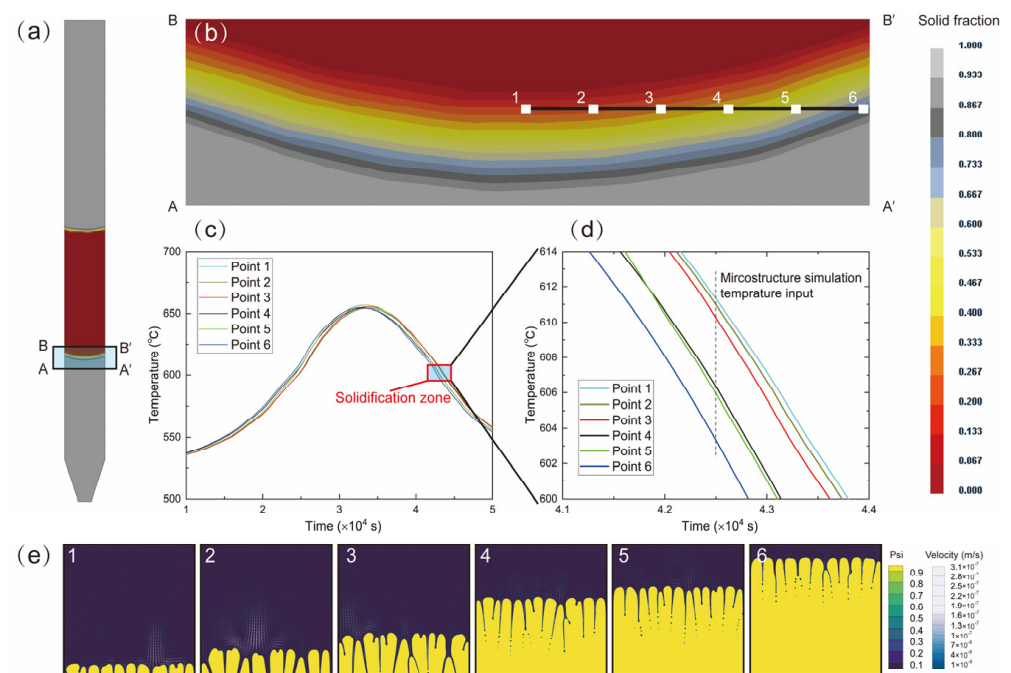 (a)
B
B′
A
A′
B
(b)
B′
1
2
3
4
5
6
A
A′
Solid fraction
1.000
0.933
0.867
0.800
0.733
0.667
0.600
0.533
0.467
0.400
0.333
0.267
0.200
0.133
0.067
0.000
(c)
700
650
600
550
500
Temperature (°C)
Point 1
Point 2
Point 3
Point 4
Point 5
Point 6
Solidification zone
1
2
3
4
5
Time (×10⁴ s)
(d)
614
612
610
608
606
604
602
600
Temperature (°C)
Mircostructure simulation
temprature input
Point 1
Point 2
Point 3
Point 4
Point 5
Point 6
4.1
4.2
4.3
4.4
Time (×10⁴ s)
(e)
1
2
3
4
5
6
Psi
0.9
0.8
0.7
0.6
0.5
0.4
0.3
0.2
0.1
Velocity (m/s)
3.1×10⁻⁷
2.8×10⁻⁷
2.5×10⁻⁷
2.2×10⁻⁷
1.9×10⁻⁷
1.6×10⁻⁷
1.3×10⁻⁷
1×10⁻⁷
7×10⁻⁸
4×10⁻⁸
1×10⁻⁸